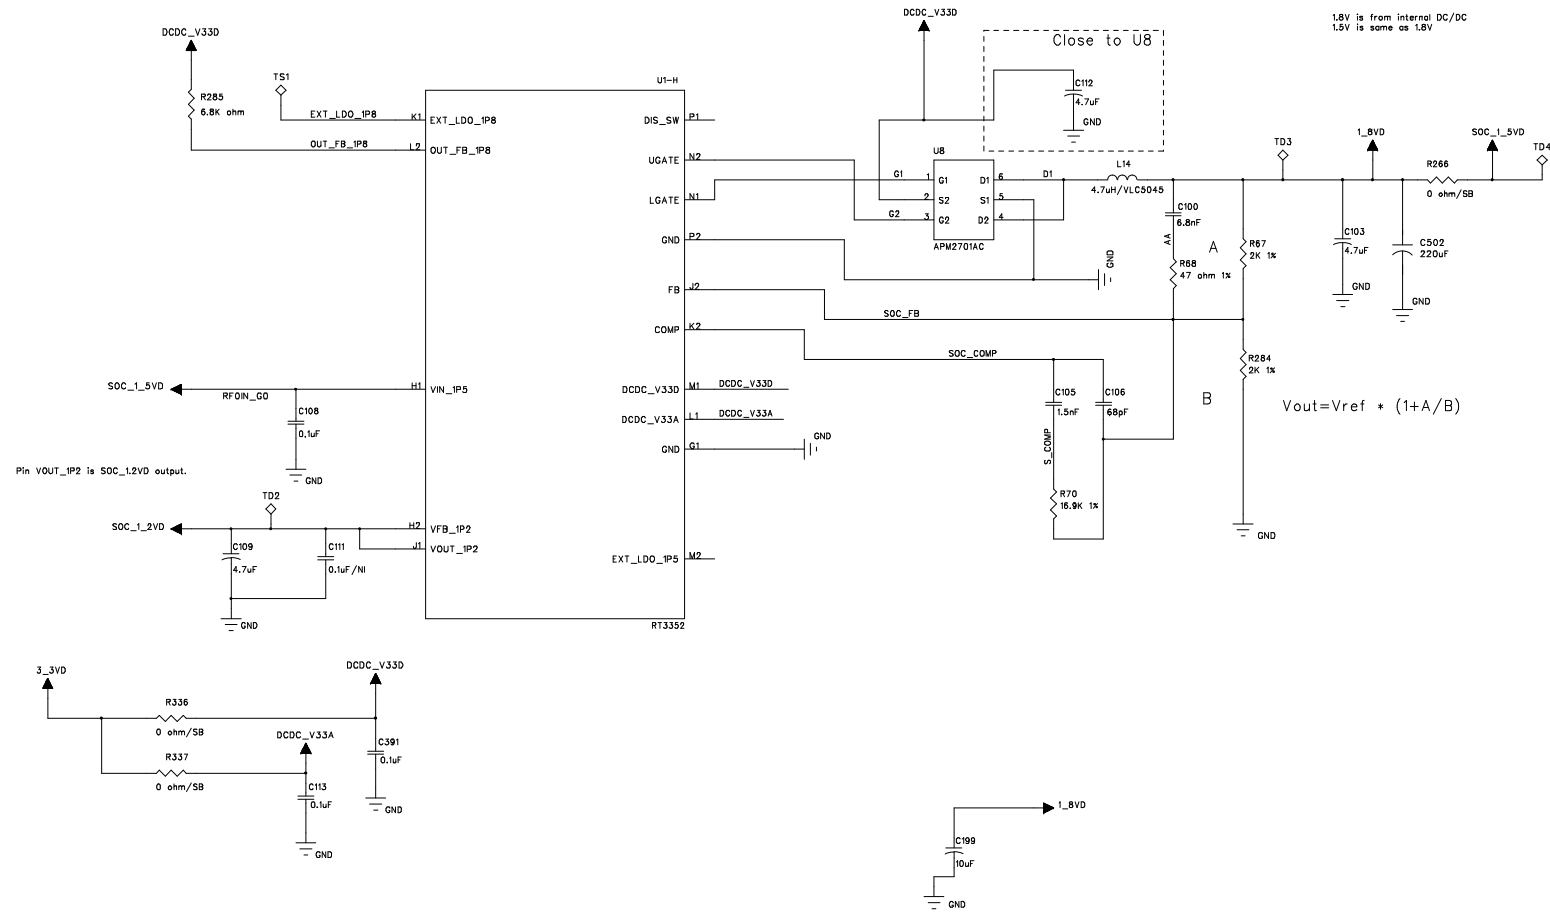 1.8V is from internal DC/DC
1.5V is same as 1.8V
DCDC_V33D
R285
6.8K ohm
TS1
EXT_LDO_1P8
OUT_FB_1P8
U1-H
K1 EXT_LDO_1P8
L2 OUT_FB_1P8
H1 VIN_1P5
H2 VFB_1P2
J1 VOUT_1P2
DIS_SW P1
UGATE N2
LGATE N1
GND P2
FB J2
COMP K2
DCDC_V33D M1 DCDC_V33D
DCDC_V33A L1 DCDC_V33A
GND G1
GND
EXT_LDO_1P5 M2
RT3352
DCDC_V33D
Close to U8
C112
4.7uF
GND
U8
G1 1 G1
2 S2
G2 3 G2
D1 6 D1
S1 5
D2 4
APM2701AC
GND
L14
4.7uH/VLC5045
C100
6.8nF
AA
R68
47 ohm 1%
A
R67
2K 1%
TD3
1_8VD
C103
4.7uF
GND
C502
220uF
GND
R266
0 ohm/SB
SOC_1_5VD
TD4
SOC_FB
SOC_COMP
C105
1.5nF
C106
68pF
S_COMP
R70
16.9K 1%
B
R284
2K 1%
GND
Vout=Vref * (1+A/B)
SOC_1_5VD
RF0IN_G0
C108
0.1uF
GND
Pin VOUT_1P2 is SOC_1.2VD output.
TD2
SOC_1_2VD
C109
4.7uF
C111
0.1uF/NI
GND
3_3VD
R336
0 ohm/SB
DCDC_V33D
C391
0.1uF
GND
R337
0 ohm/SB
DCDC_V33A
C113
0.1uF
GND
1_8VD
C199
10uF
GND